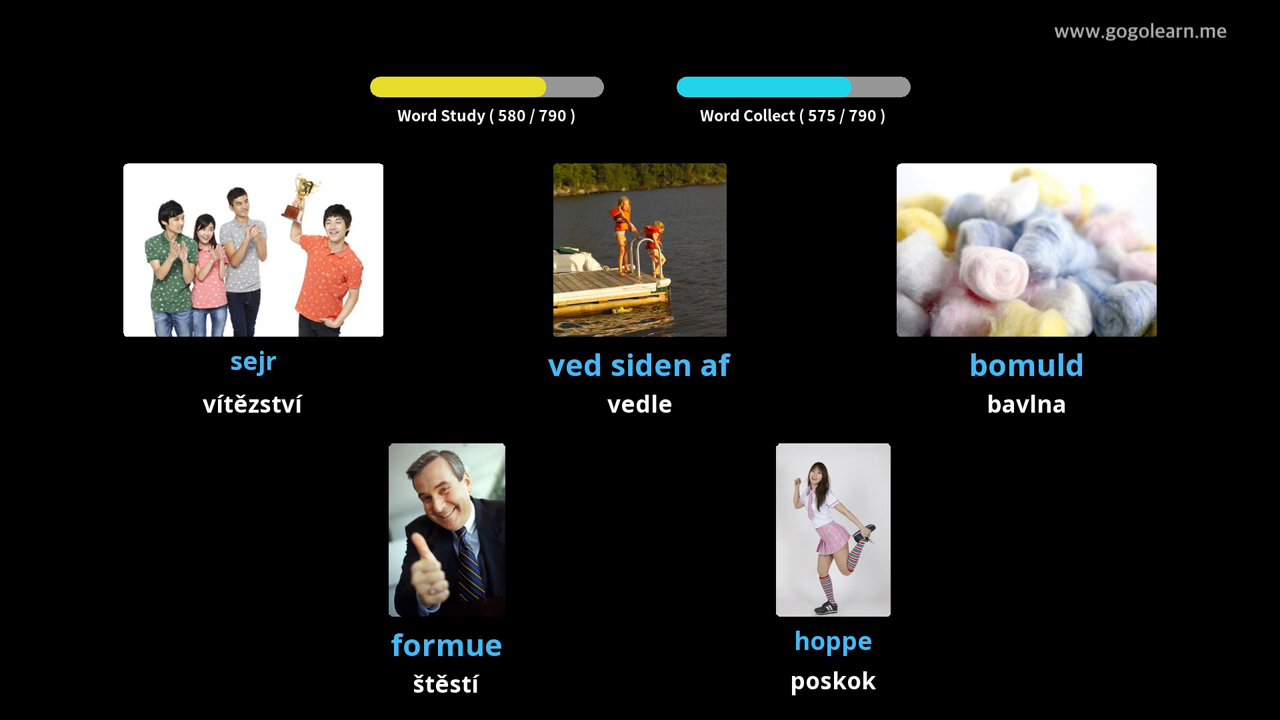 www.gogolearn.me
Word Study ( 580 / 790 )
Word Collect ( 575 / 790 )
sejr
vítězství
ved siden af
vedle
bomuld
bavlna
formue
štěstí
hoppe
poskok